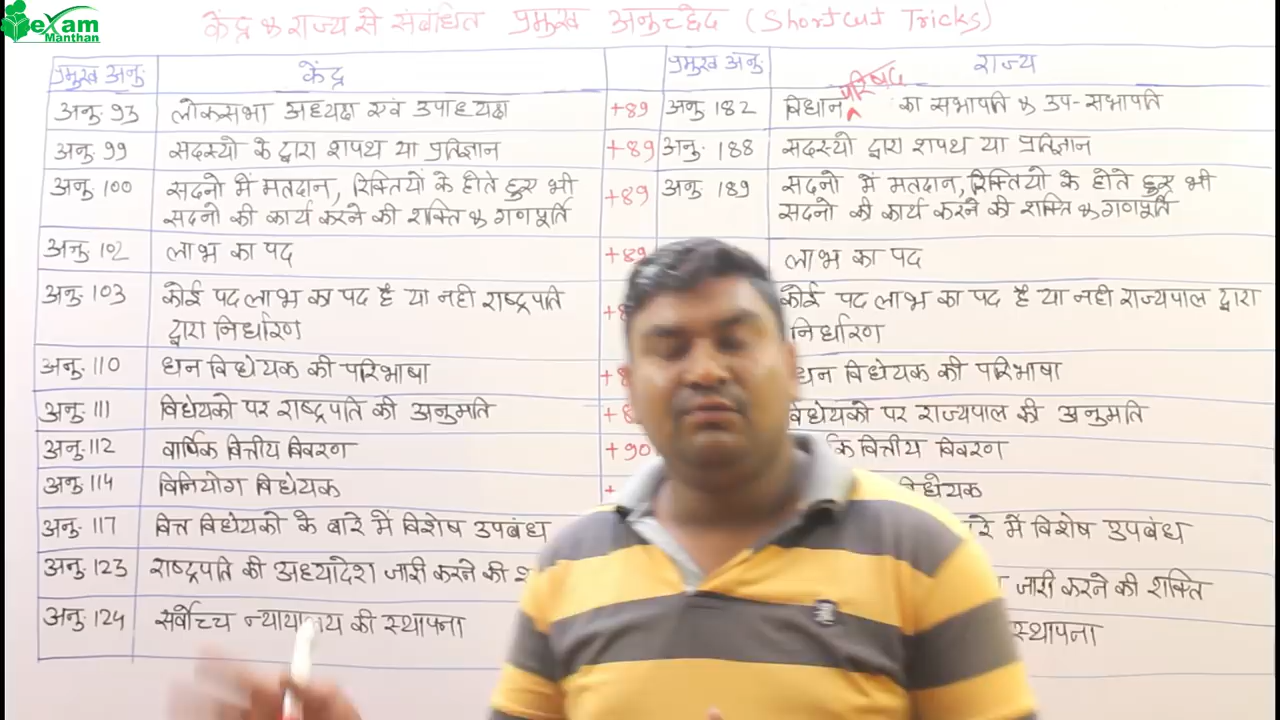 exam
Manthan
केंद्र & राज्य से संबंधित प्रमुख अनुच्छेद (Shortcut Tricks)
प्रमुख अनु. केंद्र प्रमुख अनु. राज्य
परिषद
अनु. 93 लोकसभा अध्यक्ष एवं उपाध्यक्ष +89 अनु. 182 विधान ^ का सभापति & उप-सभापति
अनु. 99 सदस्यो के द्वारा शपथ या प्रतिज्ञान +89 अनु. 188 सदस्यो द्वारा शपथ या प्रतिज्ञान
अनु. 100 सदनो में मतदान, रिक्तियों के होते हुए भी +89 अनु. 189 सदनो में मतदान, रिक्तियो के होते हुए भी
सदनो की कार्य करने की शक्ति & गणपूर्ति सदनो की कार्य करने की शक्ति & गणपूर्ति
अनु. 102 लाभ का पद +89 लाभ का पद
अनु. 103 कोई पद लाभ का पद है या नही राष्ट्रपति कोई पद लाभ का पद है या नही राज्यपाल द्वारा
द्वारा निर्धारण निर्धारण
अनु. 110 धन विधेयक की परिभाषा धन विधेयक की परिभाषा
अनु. 111 विधेयको पर राष्ट्रपति की अनुमति विधेयको पर राज्यपाल की अनुमति
अनु. 112 वार्षिक वित्तीय विवरण +90 वित्तीय विवरण
अनु. 114 विनियोग विधेयक विधेयक
अनु. 117 वित्त विधेयको के बारे में विशेष उपबंध में विशेष उपबंध
अनु. 123 राष्ट्रपति की अध्यादेश जारी करने की जारी करने की शक्ति
अनु. 124 सर्वोच्च न्यायालय की स्थापना स्थापना